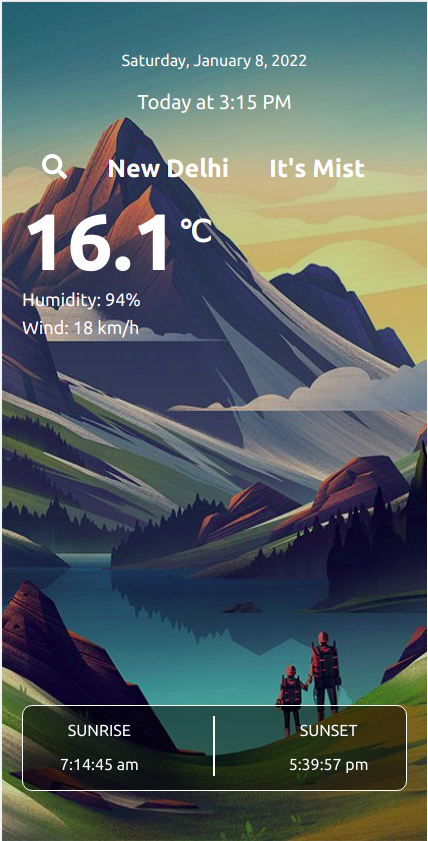 Saturday, January 8, 2022
Today at 3:15 PM
New Delhi It's Mist
16.1 °C
Humidity: 94%
Wind: 18 km/h
SUNRISE SUNSET
7:14:45 am 5:39:57 pm